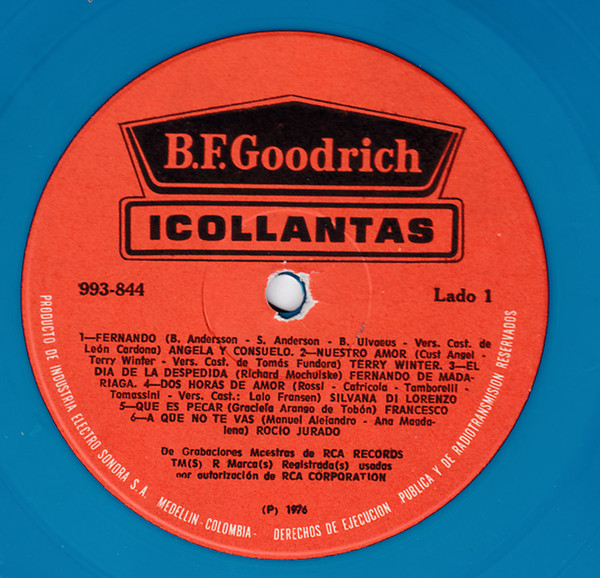 B.F.Goodrich
ICOLLANTAS
993-844
Lado 1
1—FERNANDO (B. Andersson - S. Anderson - B. Ulvaeus - Vers. Cast. de
León Cardona) ANGELA Y CONSUELO. 2—NUESTRO AMOR (Cust Angel -
Terry Winter - Vers. Cast. de Tomás Fundora) TERRY WINTER. 3—EL
DIA DE LA DESPEDIDA (Richard Mochulske) FERNANDO DE MADA-
RIAGA. 4—DOS HORAS DE AMOR (Rossi - Catricola - Tamborelli -
Tomassini - Vers. Cast.: Lalo Fransen) SILVANA DI LORENZO
5—QUE ES PECAR (Graciela Arango de Tobón) FRANCESCO
6—A QUE NO TE VAS (Manuel Alejandro - Ana Magda-
lena) ROCIO JURADO
De Grabaciones Maestras de RCA RECORDS
TM(S) R Marca(s) Registrada(s) usadas
por autorización de RCA CORPORATION
(P) 1976
PRODUCTO DE INDUSTRIA ELECTRO SONORA S.A. MEDELLIN-COLOMBIA- DERECHOS DE EJECUCION PUBLICA Y DE RADIOTRANSMISION RESERVADOS